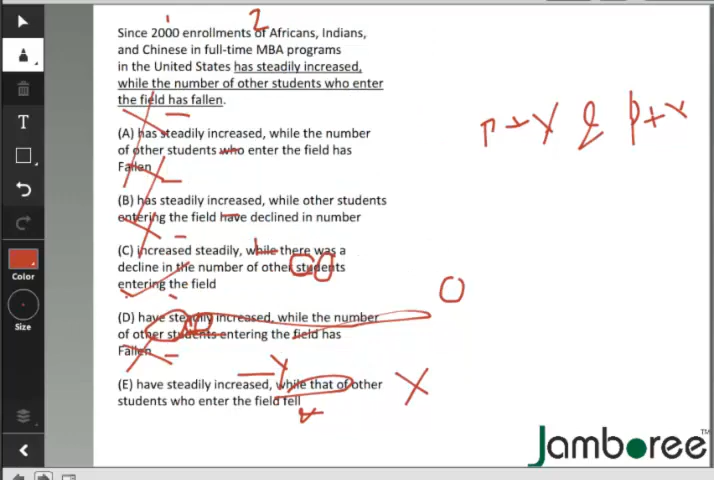 1 2
Since 2000 enrollments of Africans, Indians,
and Chinese in full-time MBA programs
in the United States has steadily increased,
while the number of other students who enter
the field has fallen.
(A) has steadily increased, while the number
of other students who enter the field has
Fallen
(B) has steadily increased, while other students
entering the field have declined in number
(C) increased steadily, while there was a
decline in the number of other students
entering the field
(D) have steadily increased, while the number
of other students entering the field has
Fallen
(E) have steadily increased, while that of other
students who enter the field fell
T
Color
Size
Jamboree™